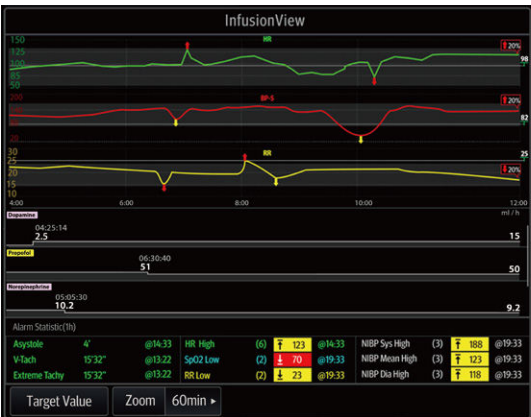 InfusionView
150 HR 20%
125
100 98
85
50
200 BP-S 20%
82
20
30 RR 25
25
20 20%
15
10
4:00 6:00 8:00 10:00 12:00
ml/h
Dopamine
04:25:14
2.5 15
Propofol
06:30:40
51 50
Norepinephrine
05:05:30
10.2 9.2
Alarm Statistic(1h)
Asystole 4' @14:33 HR High (6) 123 @14:33 NIBP Sys High (3) 188 @19:33
V-Tach 15'32" @13:22 SpO2 Low (2) 70 @19:33 NIBP Mean High (3) 123 @19:33
Extreme Tachy 15'32" @13:22 RR Low (2) 23 @19:33 NIBP Dia High (3) 118 @19:33
Target Value Zoom 60min